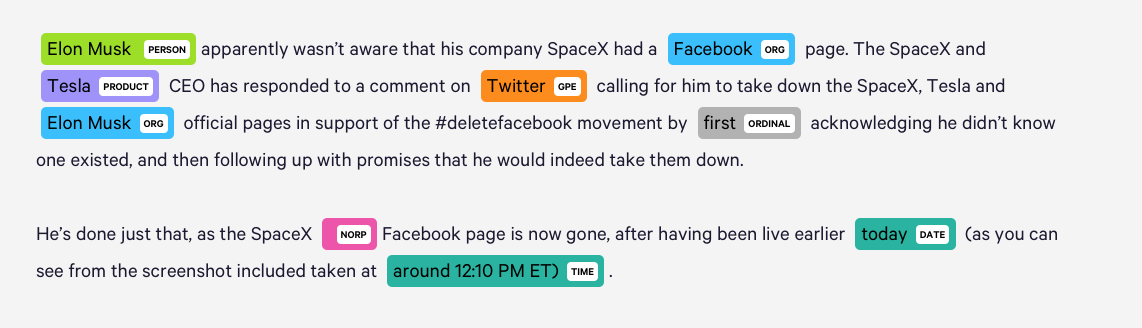 Elon Musk PERSON apparently wasn't aware that his company SpaceX had a Facebook ORG page. The SpaceX and
Tesla PRODUCT CEO has responded to a comment on Twitter GPE calling for him to take down the SpaceX, Tesla and
Elon Musk ORG official pages in support of the #deletefacebook movement by first ORDINAL acknowledging he didn't know
one existed, and then following up with promises that he would indeed take them down.
He's done just that, as the SpaceX NORP Facebook page is now gone, after having been live earlier today DATE (as you can
see from the screenshot included taken at around 12:10 PM ET) TIME .